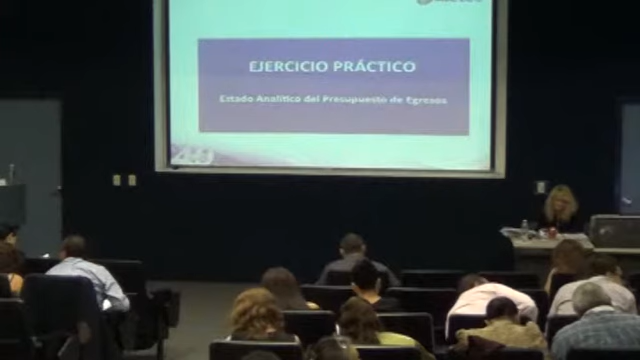 EJERCICIO PRÁCTICO
Estado Analítico del Presupuesto de Egresos